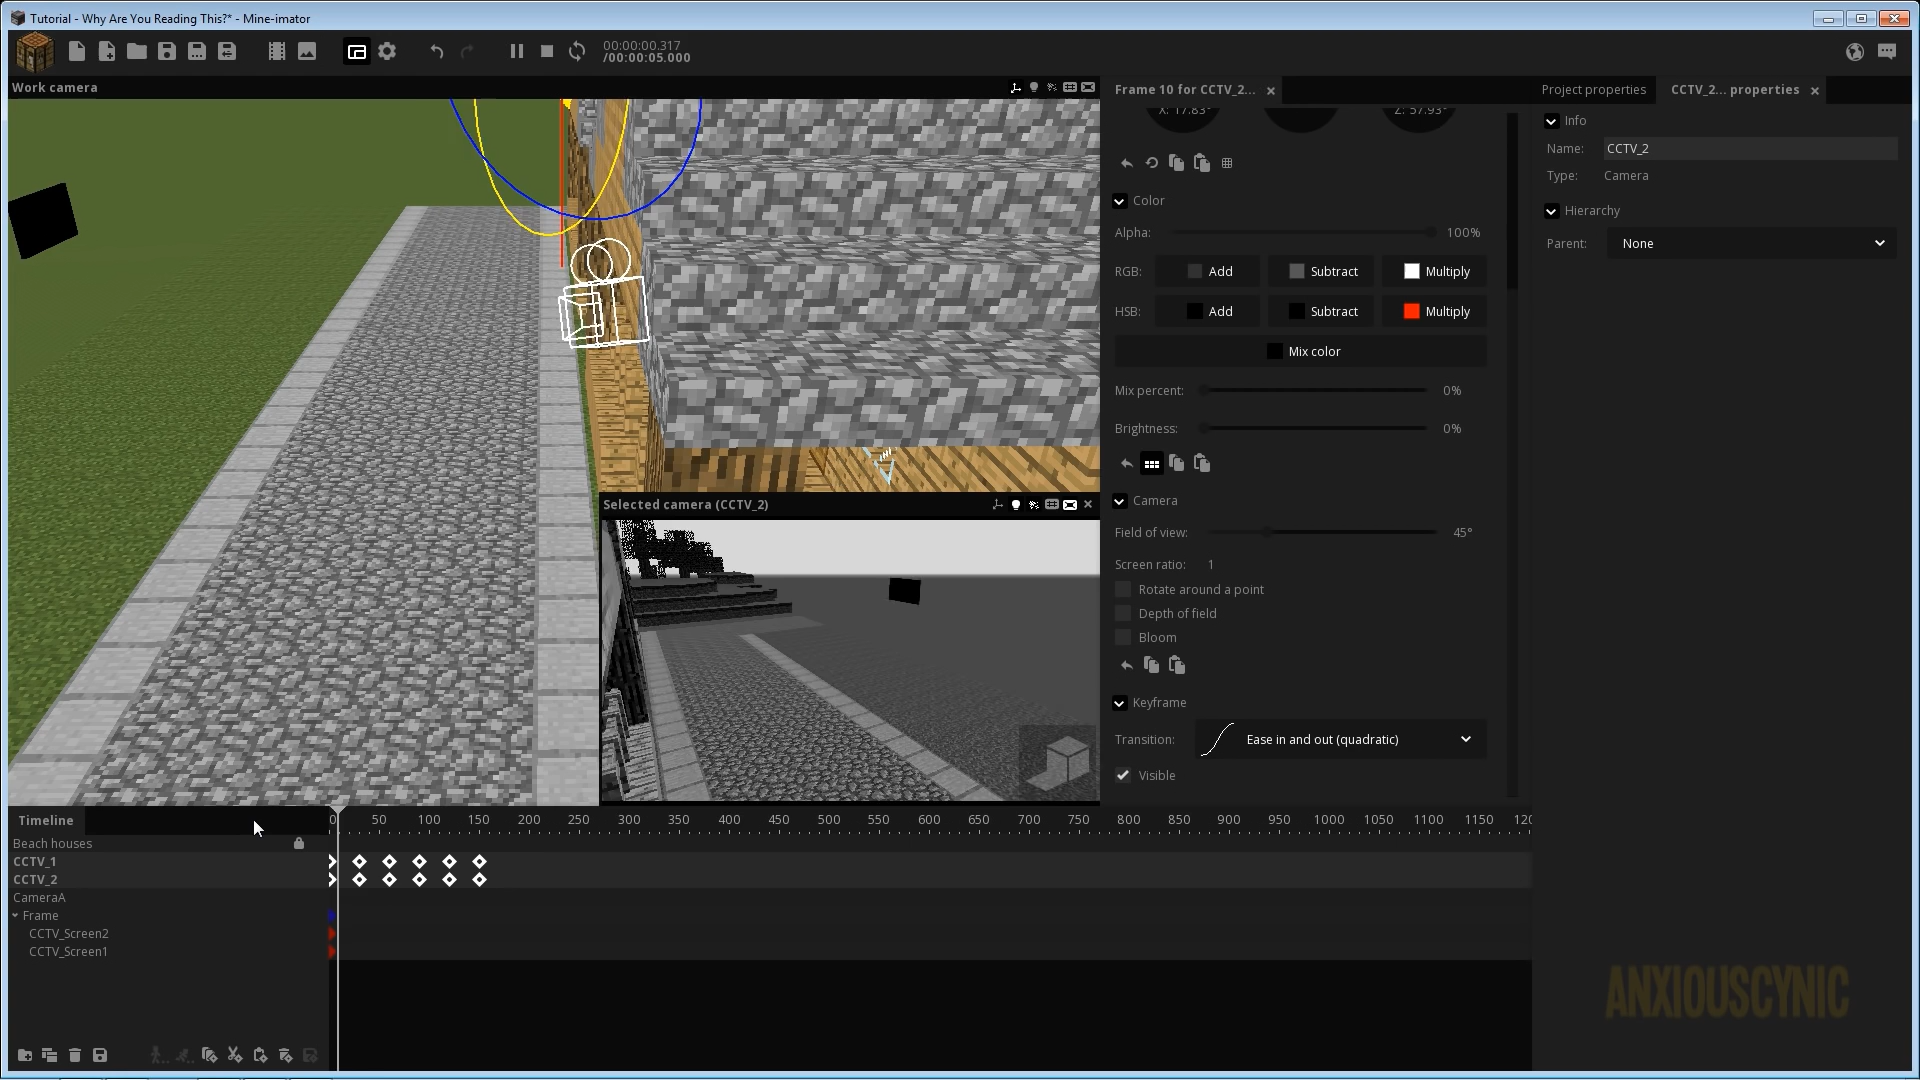 Tutorial - Why Are You Reading This?* - Mine-imator
00:00:00.317
/00:00:05.000
Work camera
Frame 10 for CCTV_2...
Project properties
CCTV_2... properties
X: 17.83°
Z: 57.93°
Info
Name: CCTV_2
Type: Camera
Hierarchy
Parent: None
Color
Alpha: 100%
RGB: Add Subtract Multiply
HSB: Add Subtract Multiply
Mix color
Mix percent: 0%
Brightness: 0%
Camera
Field of view: 45°
Screen ratio: 1
Rotate around a point
Depth of field
Bloom
Keyframe
Transition: Ease in and out (quadratic)
Visible
Selected camera (CCTV_2)
Timeline
0 50 100 150 200 250 300 350 400 450 500 550 600 650 700 750 800 850 900 950 1000 1050 1100 1150 120
Beach houses
CCTV_1
CCTV_2
CameraA
Frame
CCTV_Screen2
CCTV_Screen1
ANXIOUSCYNIC